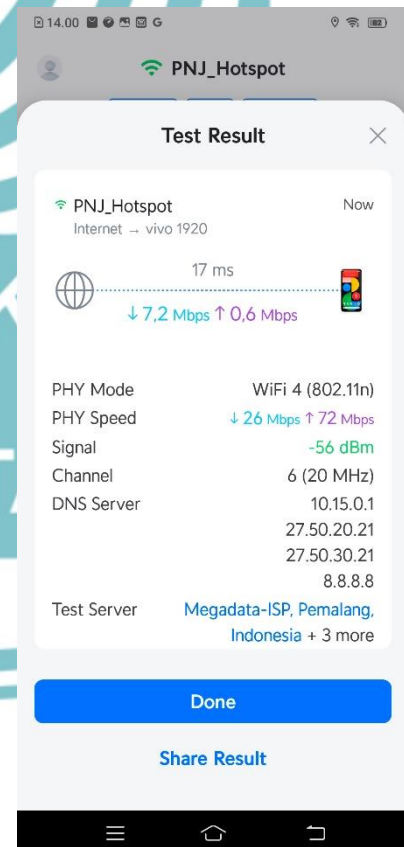 14.00 G 82
PNJ_Hotspot
Test Result
PNJ_Hotspot Now
Internet → vivo 1920
17 ms
↓ 7,2 Mbps ↑ 0,6 Mbps
PHY Mode WiFi 4 (802.11n)
PHY Speed ↓ 26 Mbps ↑ 72 Mbps
Signal -56 dBm
Channel 6 (20 MHz)
DNS Server 10.15.0.1
27.50.20.21
27.50.30.21
8.8.8.8
Test Server Megadata-ISP, Pemalang,
Indonesia + 3 more
Done
Share Result